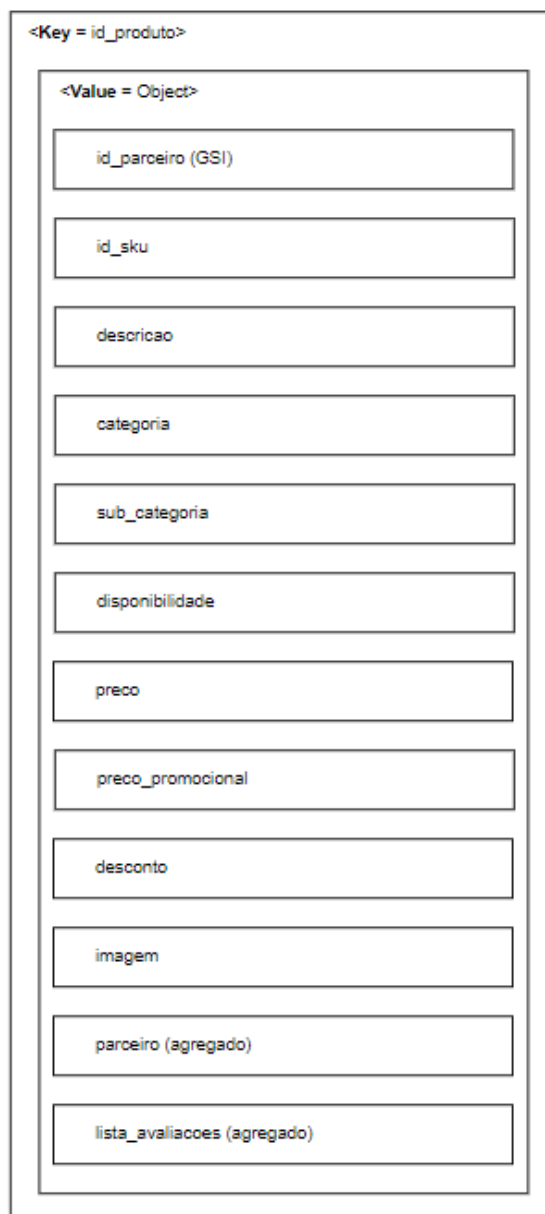 <Key = id_produto>
<Value = Object>
id_parceiro (GSI)
id_sku
descricao
categoria
sub_categoria
disponibilidade
preco
preco_promocional
desconto
imagem
parceiro (agregado)
lista_avaliacoes (agregado)